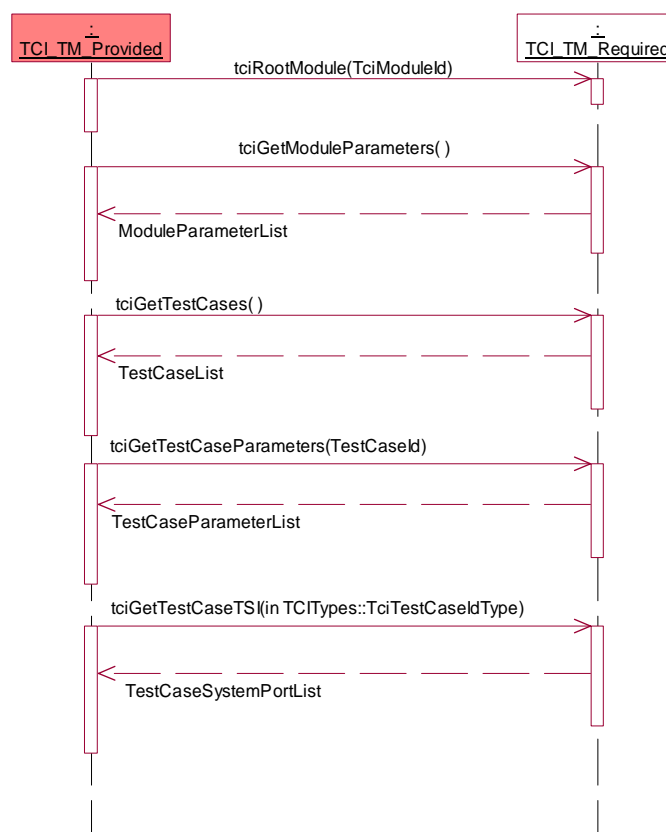 :
TCI_TM_Provided
:
TCI_TM_Required
tciRootModule(TciModuleId)
tciGetModuleParameters( )
ModuleParameterList
tciGetTestCases( )
TestCaseList
tciGetTestCaseParameters(TestCaseId)
TestCaseParameterList
tciGetTestCaseTSI(in TCITypes::TciTestCaseIdType)
TestCaseSystemPortList